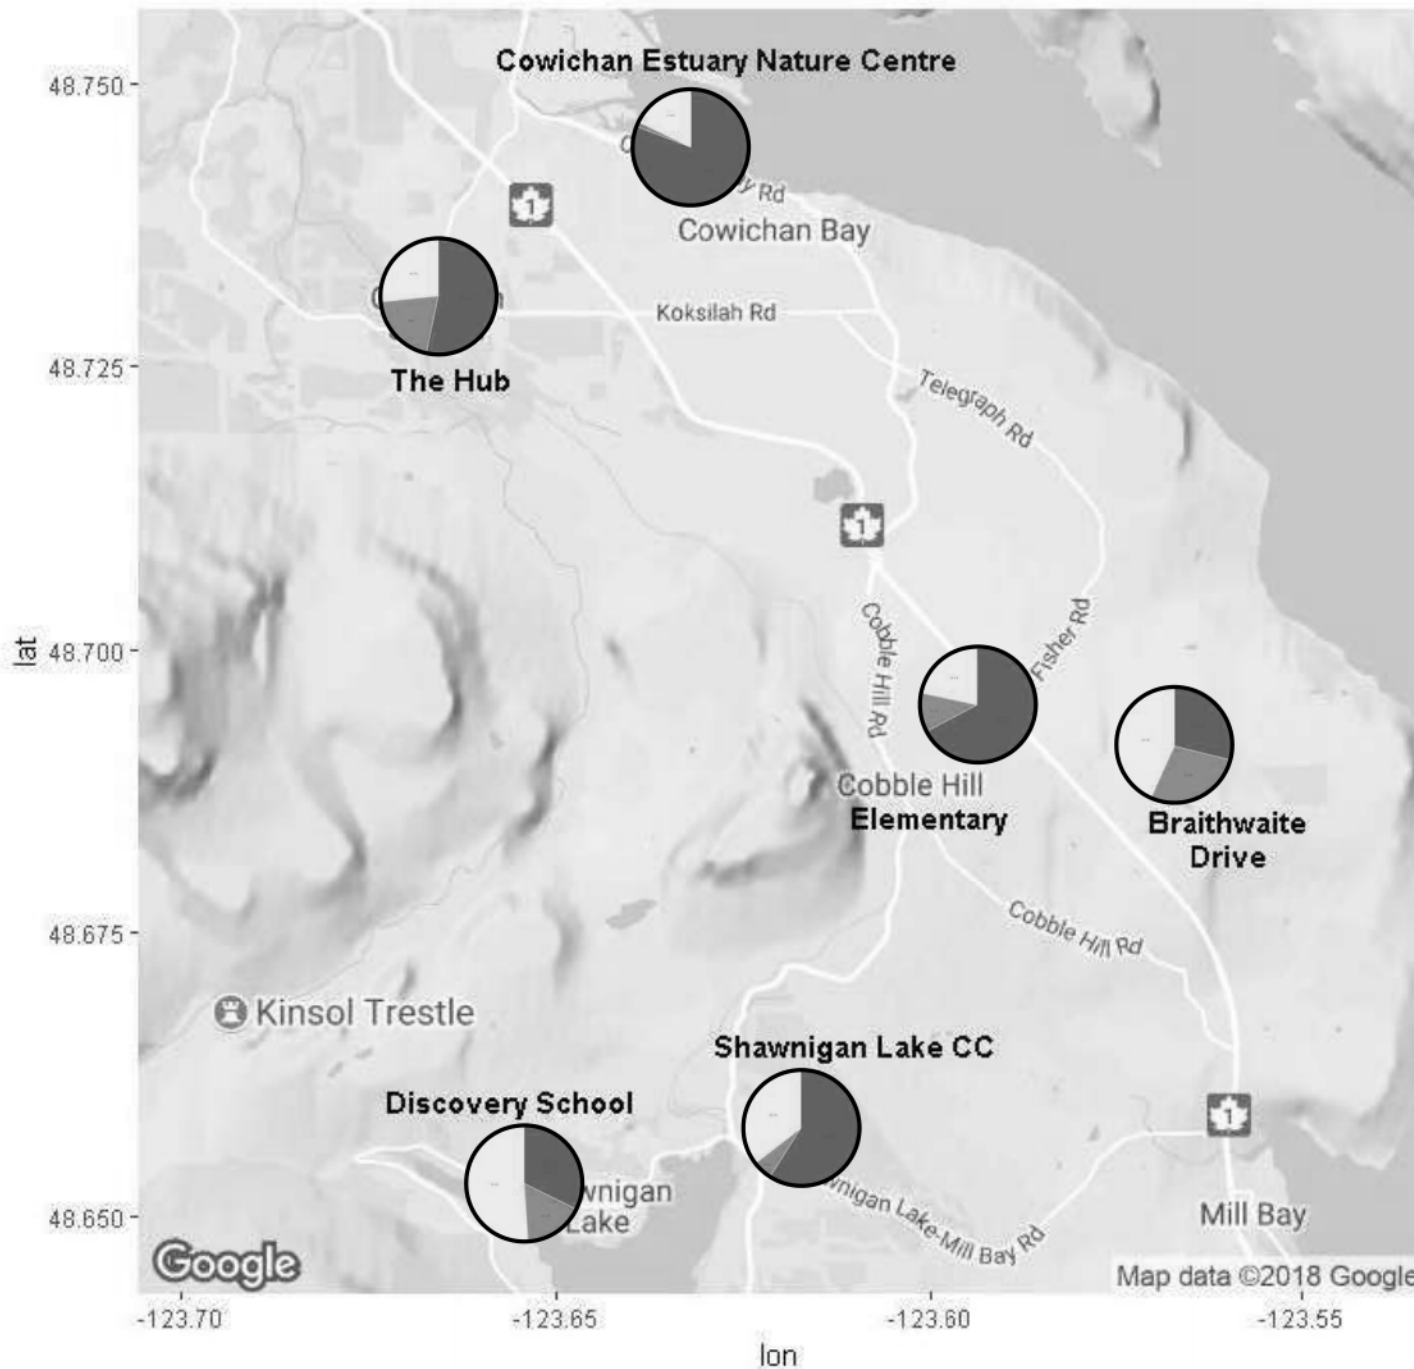 Cowichan Estuary Nature Centre
48.750
1
y Rd
Cowichan Bay
Koksilah Rd
48.725
The Hub
Telegraph Rd
1
Cobble Hill Rd
Fisher Rd
lat
48.700
Cobble Hill
Elementary
Braithwaite
Drive
Cobble Hill Rd
48.675
Kinsol Trestle
Shawnigan Lake CC
Discovery School
1
wnigan
Lake
wnigan Lake-Mill Bay Rd
Mill Bay
48.650
Google
Map data ©2018 Google
-123.70
-123.65
-123.60
-123.55
lon